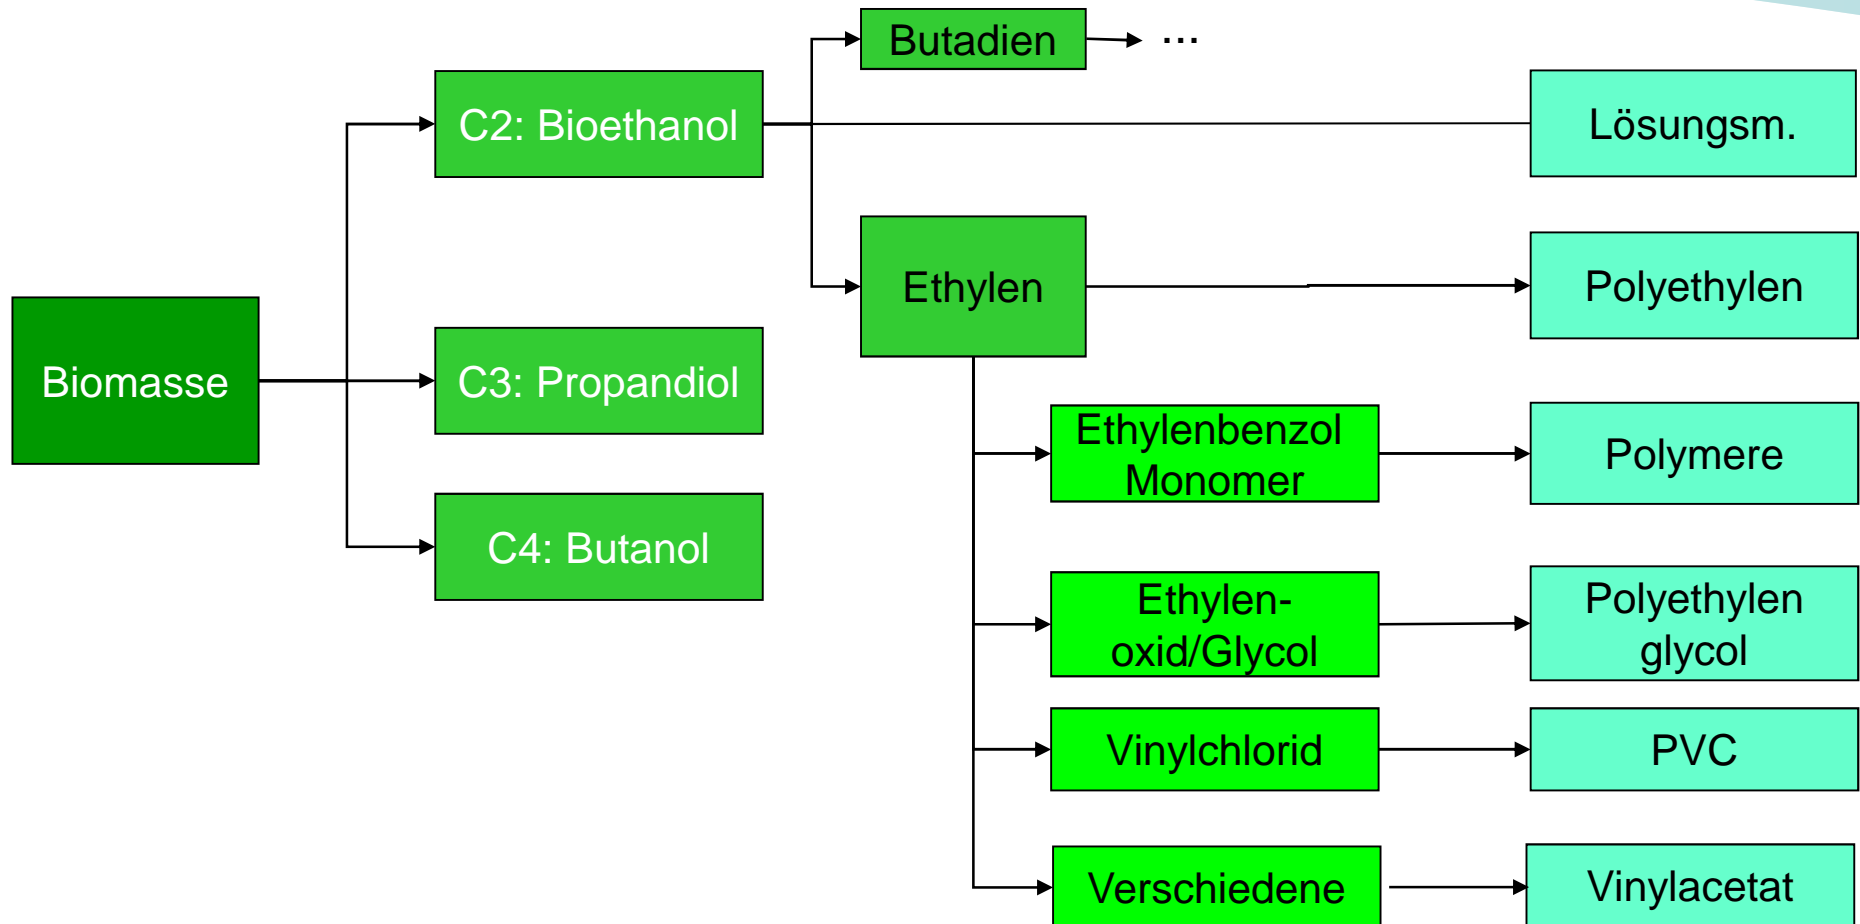 Butadien
...
C2: Bioethanol
Lösungsm.
Ethylen
Polyethylen
Biomasse
C3: Propandiol
Ethylenbenzol
Monomer
Polymere
C4: Butanol
Ethylen-
oxid/Glycol
Polyethylen
glycol
Vinylchlorid
PVC
Verschiedene
Vinylacetat